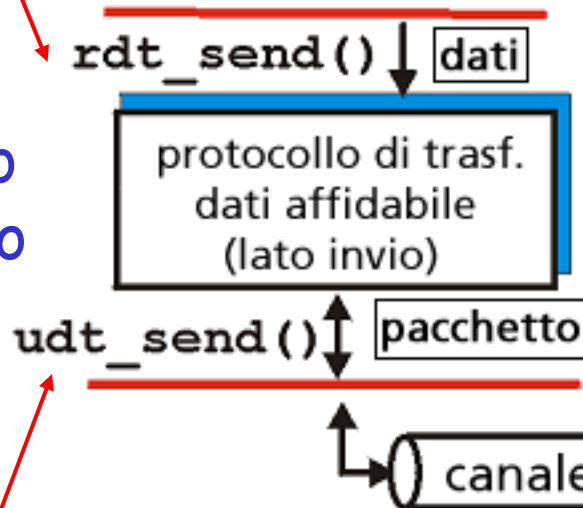 rdt_send()
dati
protocollo di trasf.
dati affidabile
(lato invio)
o
o
udt_send()
pacchetto
canale